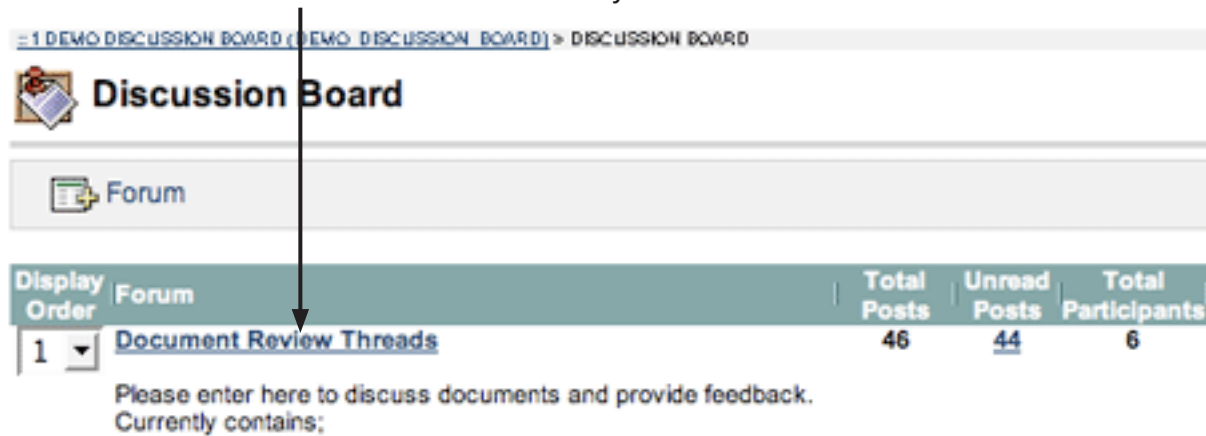 ::1 DEMO DISCUSSION BOARD (DEMO_DISCUSSION_BOARD) > DISCUSSION BOARD
Discussion Board
Forum
Display Order Forum Total Posts Unread Posts Total Participants
1 Document Review Threads 46 44 6
Please enter here to discuss documents and provide feedback.
Currently contains;